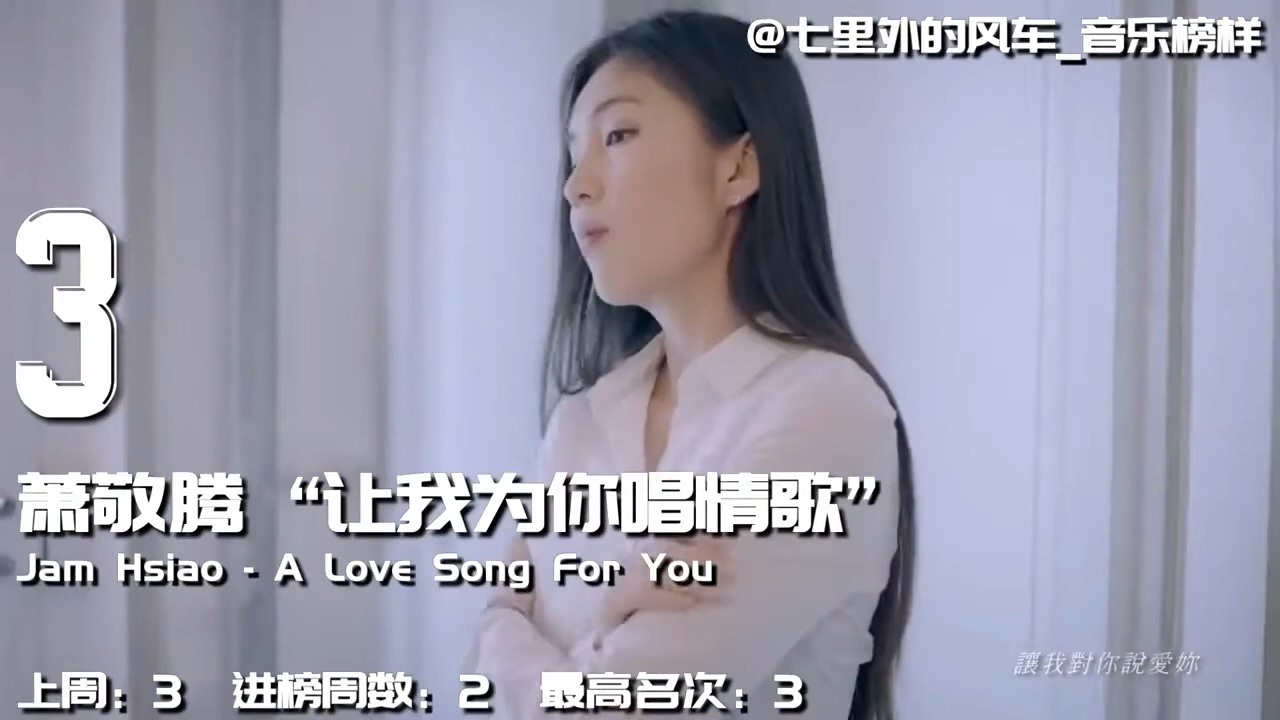 @七里外的风车_音乐榜样
3
萧敬腾 “让我为你唱情歌”
Jam Hsiao - A Love Song For You
讓我對你說愛妳
上周：3 进榜周数：2 最高名次：3